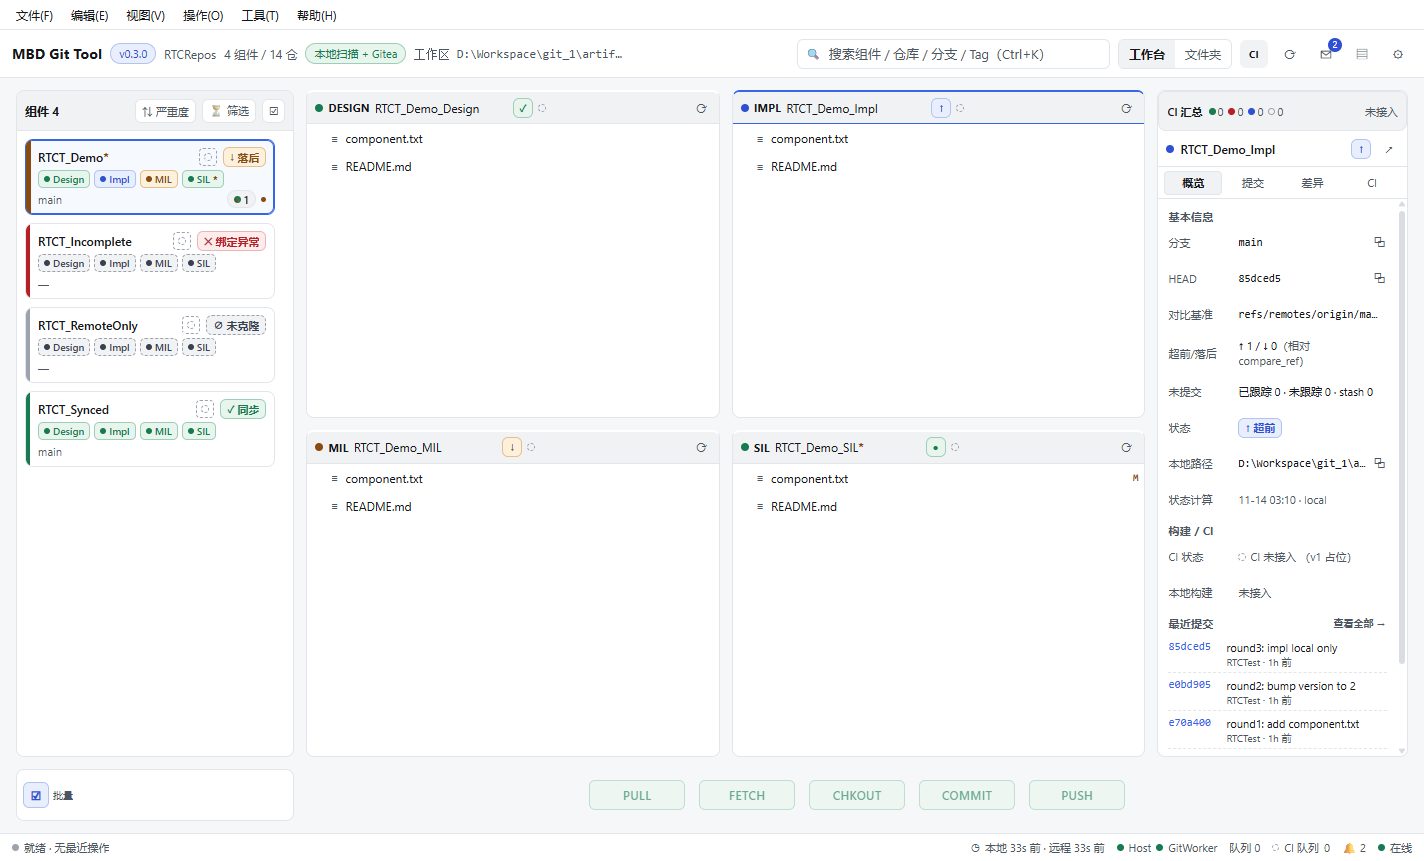 文件(F) 编辑(E) 视图(V) 操作(O) 工具(T) 帮助(H)
MBD Git Tool v0.3.0 RTCRepos 4 组件 / 14 仓 本地扫描 + Gitea 工作区 D:\Workspace\git_1\artif… 搜索组件 / 仓库 / 分支 / Tag（Ctrl+K） 工作台 文件夹 CI 2
组件 4 严重度 筛选
RTCT_Demo* ↓ 落后
Design Impl MIL SIL *
main 1
RTCT_Incomplete ✕ 绑定异常
Design Impl MIL SIL
—
RTCT_RemoteOnly ⊘ 未克隆
Design Impl MIL SIL
—
RTCT_Synced ✓ 同步
Design Impl MIL SIL
main
批量
DESIGN RTCT_Demo_Design ✓
component.txt
README.md
IMPL RTCT_Demo_Impl ↑
component.txt
README.md
MIL RTCT_Demo_MIL ↓
component.txt
README.md
SIL RTCT_Demo_SIL*
component.txt M
README.md
PULL FETCH CHKOUT COMMIT PUSH
CI 汇总 0 0 0 0 未接入
RTCT_Demo_Impl ↑ ↗
概览 提交 差异 CI
基本信息
分支 main
HEAD 85dced5
对比基准 refs/remotes/origin/ma…
超前/落后 ↑ 1 / ↓ 0（相对
compare_ref)
未提交 已跟踪 0 · 未跟踪 0 · stash 0
状态 ↑ 超前
本地路径 D:\Workspace\git_1\a…
状态计算 11-14 03:10 · local
构建 / CI
CI 状态 CI 未接入 （v1 占位）
本地构建 未接入
最近提交 查看全部 →
85dced5 round3: impl local only
RTCTest · 1h 前
e0bd905 round2: bump version to 2
RTCTest · 1h 前
e70a400 round1: add component.txt
RTCTest · 1h 前
就绪 · 无最近操作 本地 33s 前 · 远程 33s 前 Host GitWorker 队列 0 CI 队列 0 2 在线